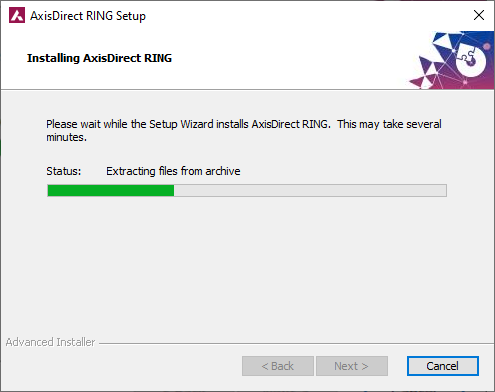 AxisDirect RING Setup
Installing AxisDirect RING
Please wait while the Setup Wizard installs AxisDirect RING. This may take several
minutes.
Status: Extracting files from archive
Advanced Installer
< Back Next > Cancel